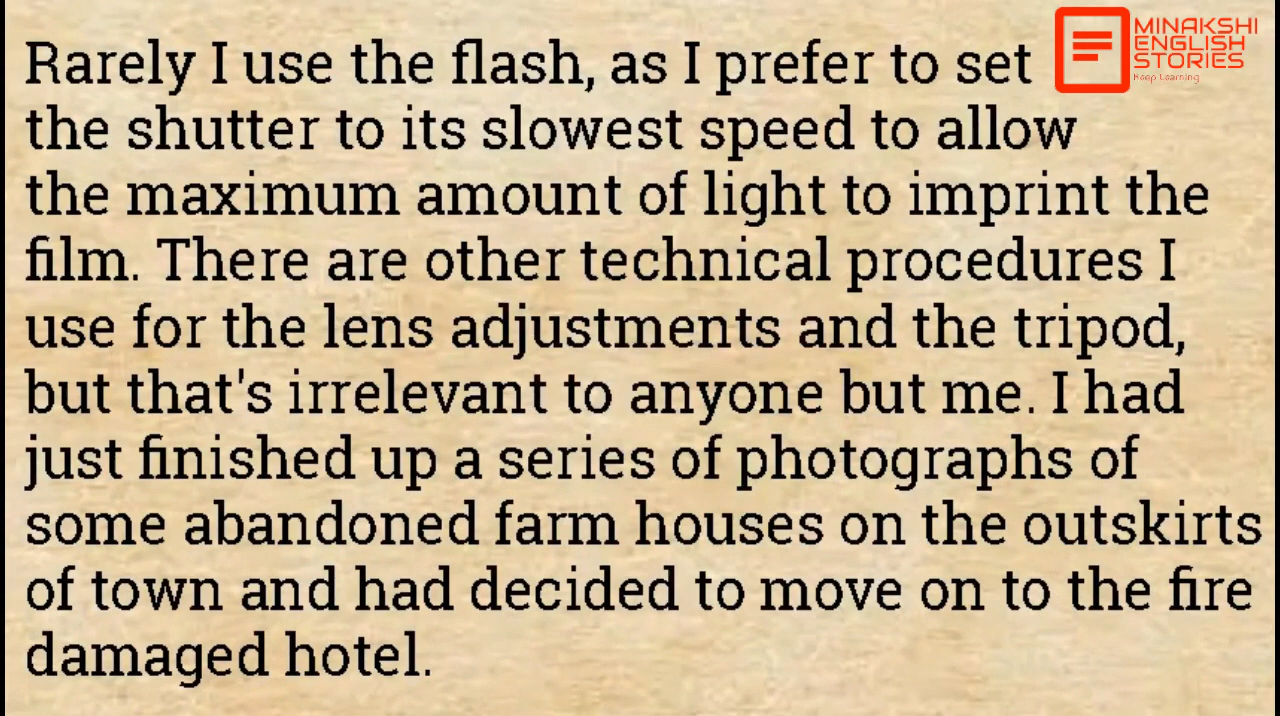 MINAKSHI
ENGLISH
STORIES
Keep Learning
Rarely I use the flash, as I prefer to set
the shutter to its slowest speed to allow
the maximum amount of light to imprint the
film. There are other technical procedures I
use for the lens adjustments and the tripod,
but that's irrelevant to anyone but me. I had
just finished up a series of photographs of
some abandoned farm houses on the outskirts
of town and had decided to move on to the fire
damaged hotel.